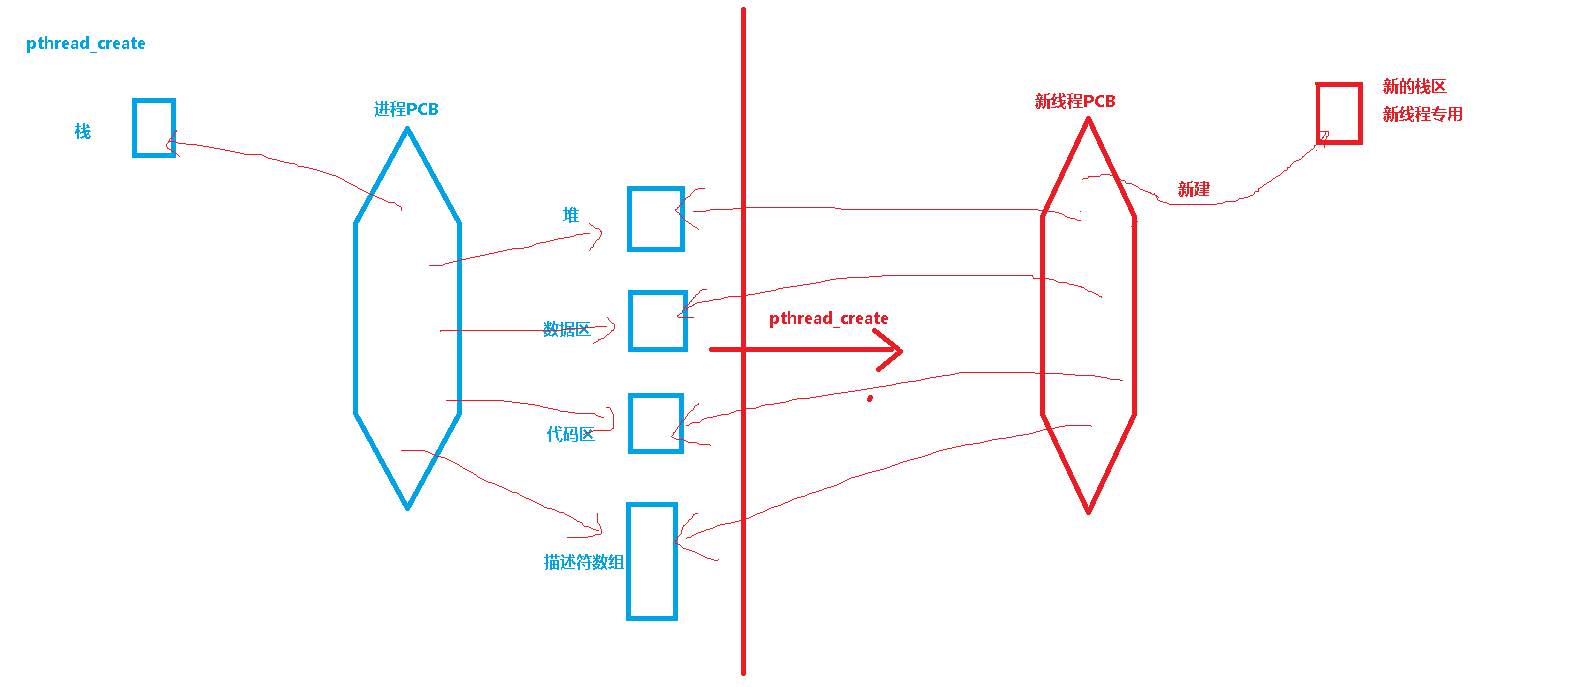 pthread_create
栈
进程PCB
堆
数据区
代码区
描述符数组
pthread_create
新线程PCB
新建
新的栈区
新线程专用